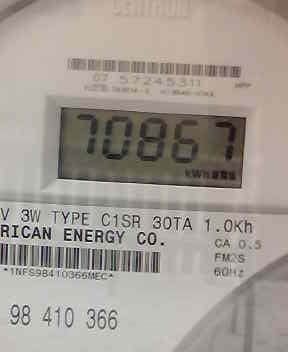 CENTRON
07 57245311
70867
V 3W TYPE C1SR 30TA 1.0Kh
RICAN ENERGY CO.
CA 0.5
FM2S
*1NFS98410366MEC*
60Hz
98 410 366